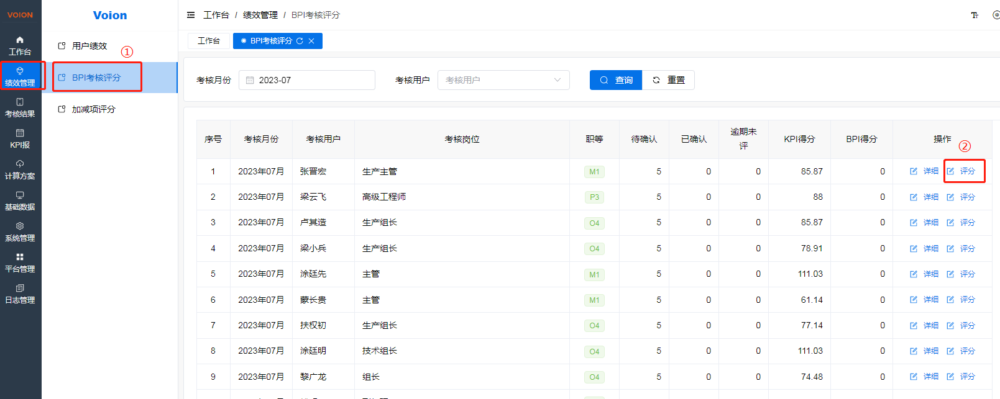 VOION
工作台
绩效管理
考核结果
KPI报
计算方案
基础数据
系统管理
平台管理
日志管理
Voion
用户绩效
①
BPI考核评分
加减项评分
工作台 / 绩效管理 / BPI考核评分
工作台 BPI考核评分
考核月份 2023-07 考核用户 考核用户 查询 重置
序号 考核月份 考核用户 考核岗位 职等 待确认 已确认 逾期未评 KPI得分 BPI得分 操作
②
1 2023年07月 张晋宏 生产主管 M1 5 0 0 85.87 0 详细 评分
2 2023年07月 梁云飞 高级工程师 P3 5 0 0 88 0 详细 评分
3 2023年07月 卢其造 生产组长 O4 5 0 0 85.87 0 详细 评分
4 2023年07月 梁小兵 生产组长 O4 5 0 0 78.91 0 详细 评分
5 2023年07月 涂廷先 主管 M1 5 0 0 111.03 0 详细 评分
6 2023年07月 蒙长贵 主管 M1 5 0 0 61.14 0 详细 评分
7 2023年07月 扶权初 生产组长 O4 5 0 0 77.14 0 详细 评分
8 2023年07月 涂廷明 技术组长 O4 5 0 0 111.03 0 详细 评分
9 2023年07月 黎广龙 组长 O4 5 0 0 74.48 0 详细 评分